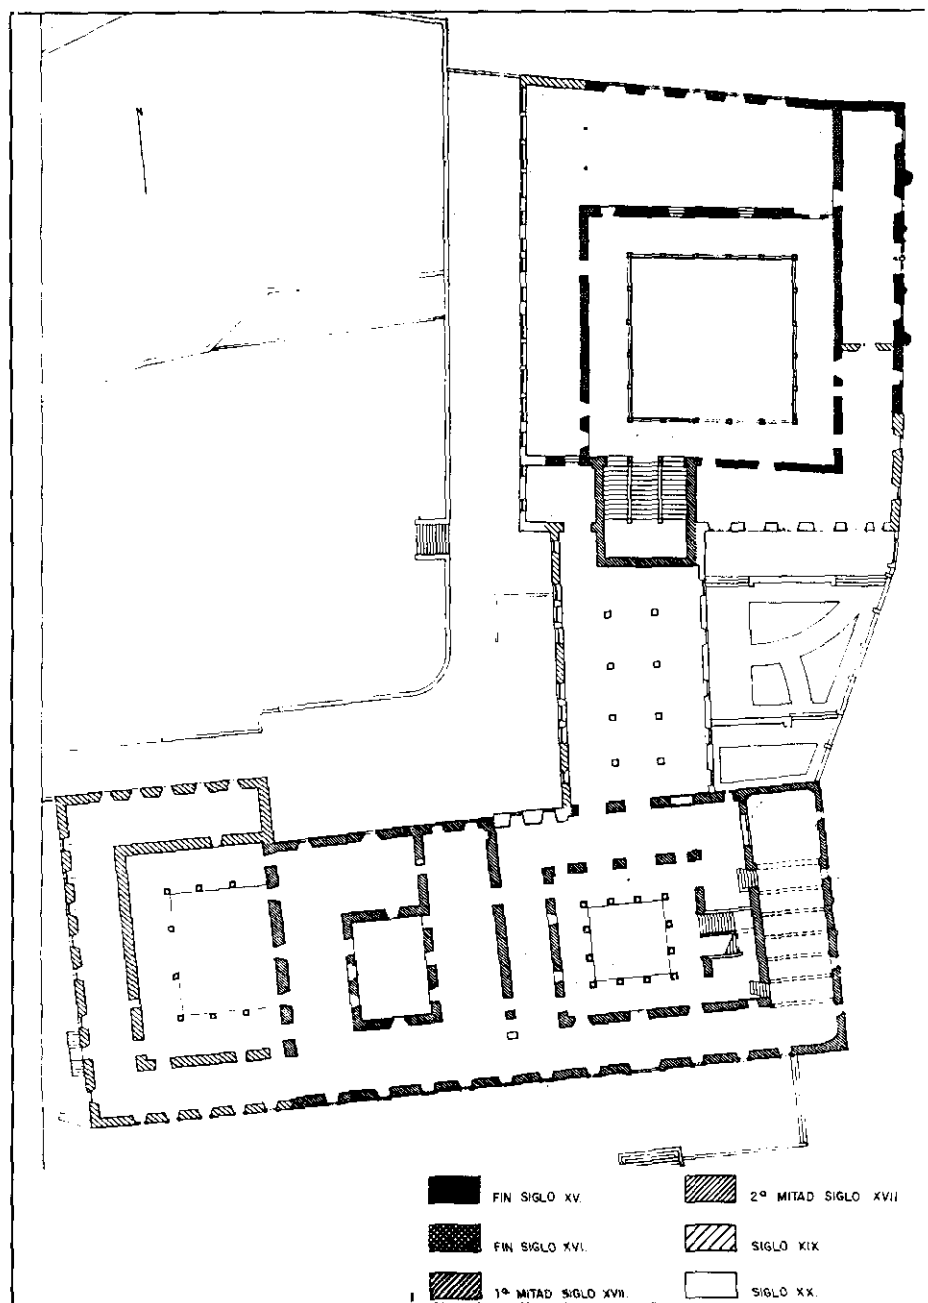 N
FIN SIGLO XV.
FIN SIGLO XVI.
1ª MITAD SIGLO XVII.
2ª MITAD SIGLO XVII
SIGLO XIX
SIGLO XX.